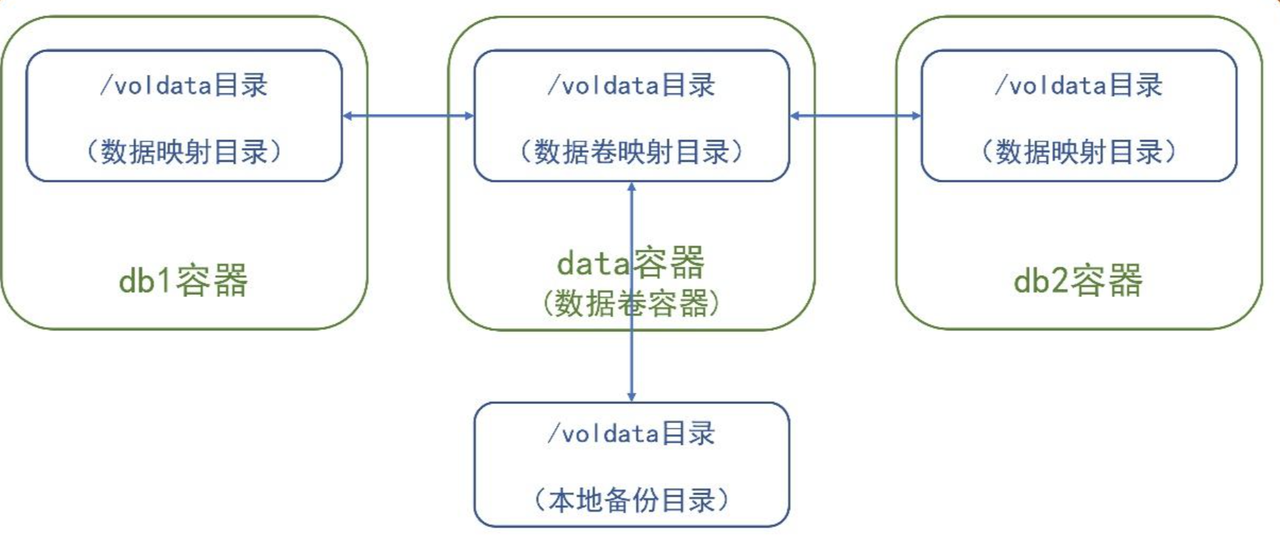 /voldata目录
(数据映射目录)
db1容器
/voldata目录
(数据卷映射目录)
data容器
(数据卷容器)
/voldata目录
(数据映射目录)
db2容器
/voldata目录
(本地备份目录)